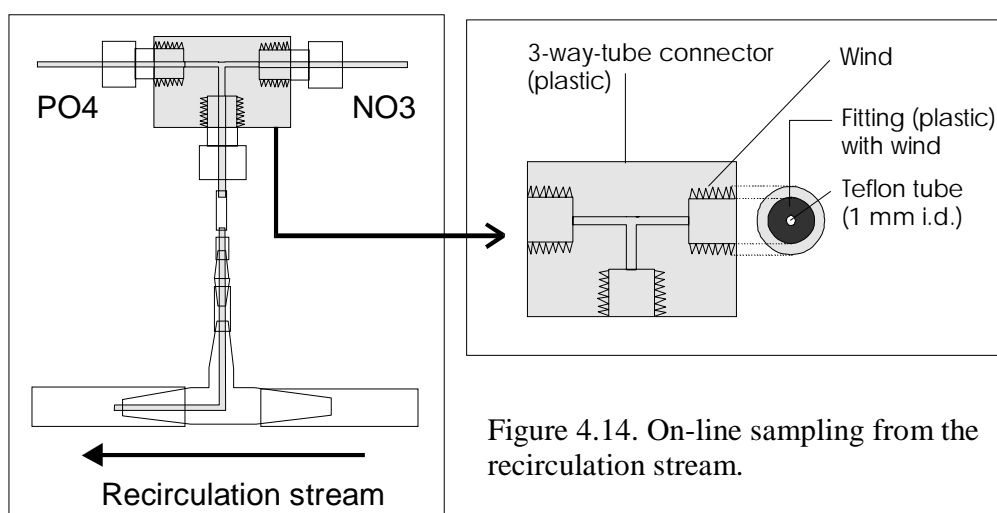 PO4
NO3
Recirculation stream
3-way-tube connector
(plastic)
Wind
Fitting (plastic)
with wind
Teflon tube
(1 mm i.d.)
Figure 4.14. On-line sampling from the
recirculation stream.